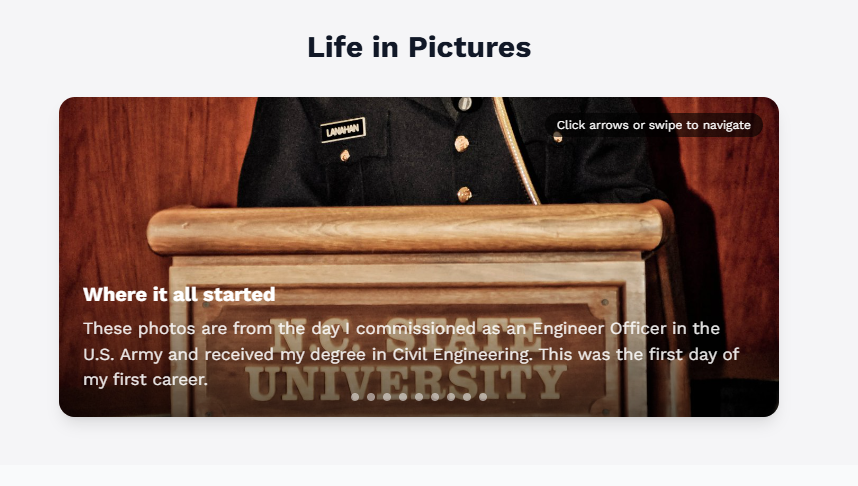 Life in Pictures
LANAHAN
Click arrows or swipe to navigate
Where it all started
These photos are from the day I commissioned as an Engineer Officer in the
U.S. Army and received my degree in Civil Engineering. This was the first day of
my first career.
N.C. STATE
UNIVERSITY